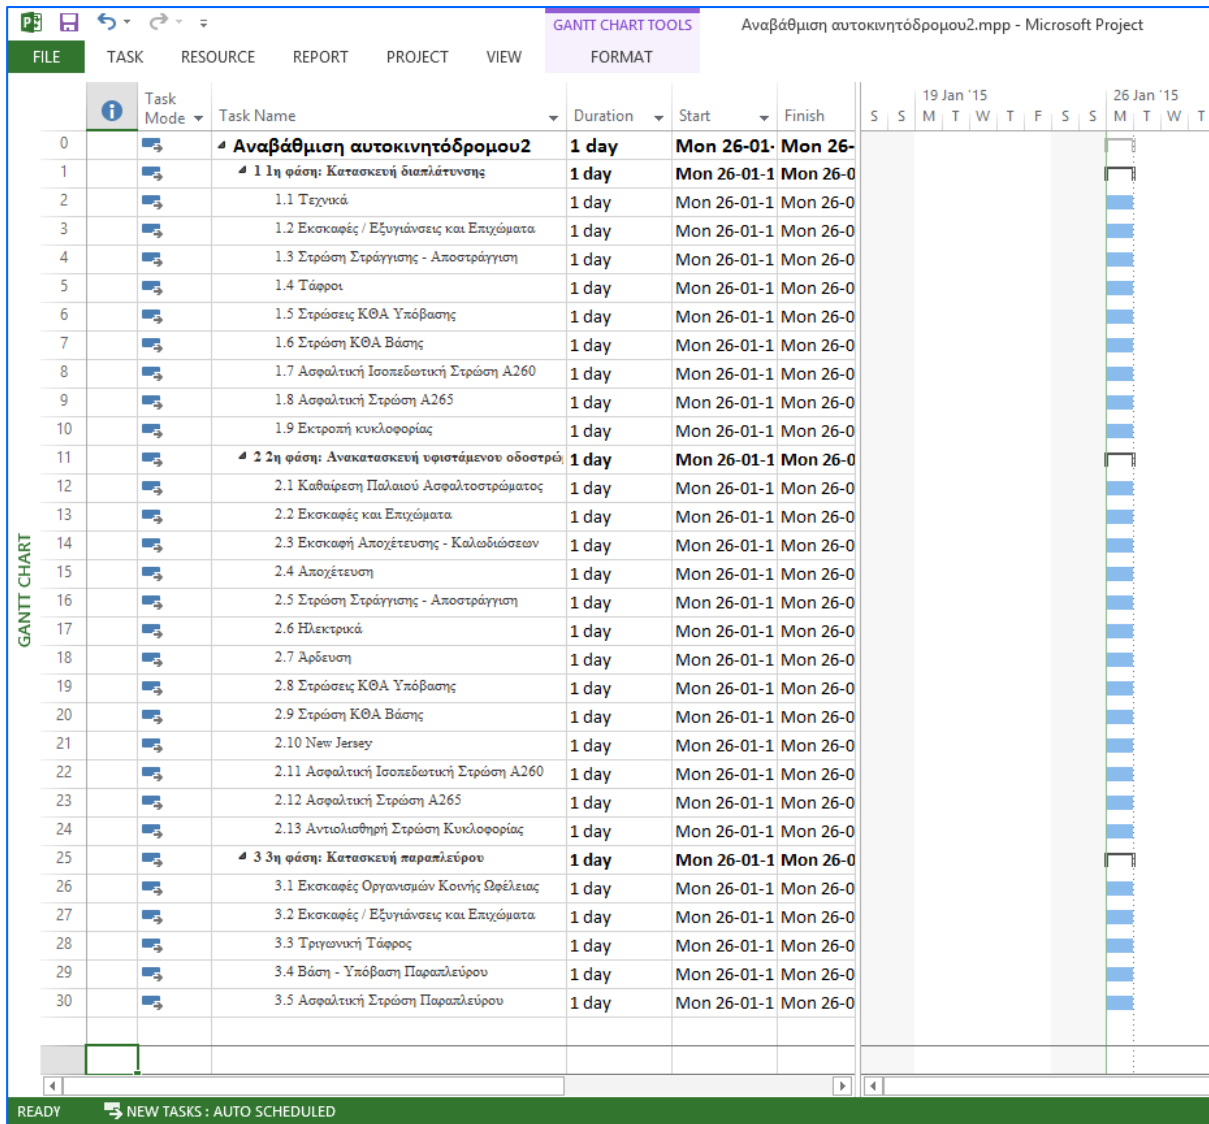 GANTT CHART TOOLS Αναβάθμιση αυτοκινητόδρομου2.mpp - Microsoft Project
FILE TASK RESOURCE REPORT PROJECT VIEW FORMAT
Task Mode Task Name Duration Start Finish 19 Jan '15 26 Jan '15
S S M T W T F S S M T W T
0 Αναβάθμιση αυτοκινητόδρομου2 1 day Mon 26-01- Mon 26-
1 1 1η φάση: Κατασκευή διαπλάτυνσης 1 day Mon 26-01-1 Mon 26-0
2 1.1 Τεχνικά 1 day Mon 26-01-1 Mon 26-0
3 1.2 Εκσκαφές / Εξυγιάνσεις και Επιχώματα 1 day Mon 26-01-1 Mon 26-0
4 1.3 Στρώση Στράγγισης - Αποστράγγιση 1 day Mon 26-01-1 Mon 26-0
5 1.4 Τάφροι 1 day Mon 26-01-1 Mon 26-0
6 1.5 Στρώσεις ΚΘΑ Υπόβασης 1 day Mon 26-01-1 Mon 26-0
7 1.6 Στρώση ΚΘΑ Βάσης 1 day Mon 26-01-1 Mon 26-0
8 1.7 Ασφαλτική Ισοπεδωτική Στρώση Α260 1 day Mon 26-01-1 Mon 26-0
9 1.8 Ασφαλτική Στρώση Α265 1 day Mon 26-01-1 Mon 26-0
10 1.9 Εκτροπή κυκλοφορίας 1 day Mon 26-01-1 Mon 26-0
11 2 2η φάση: Ανακατασκευή υφιστάμενου οδοστρώ 1 day Mon 26-01-1 Mon 26-0
12 2.1 Καθαίρεση Παλαιού Ασφαλτοστρώματος 1 day Mon 26-01-1 Mon 26-0
13 2.2 Εκσκαφές και Επιχώματα 1 day Mon 26-01-1 Mon 26-0
14 2.3 Εκσκαφή Αποχέτευσης - Καλωδιώσεων 1 day Mon 26-01-1 Mon 26-0
15 2.4 Αποχέτευση 1 day Mon 26-01-1 Mon 26-0
16 2.5 Στρώση Στράγγισης - Αποστράγγιση 1 day Mon 26-01-1 Mon 26-0
17 2.6 Ηλεκτρικά 1 day Mon 26-01-1 Mon 26-0
18 2.7 Άρδευση 1 day Mon 26-01-1 Mon 26-0
19 2.8 Στρώσεις ΚΘΑ Υπόβασης 1 day Mon 26-01-1 Mon 26-0
20 2.9 Στρώση ΚΘΑ Βάσης 1 day Mon 26-01-1 Mon 26-0
21 2.10 New Jersey 1 day Mon 26-01-1 Mon 26-0
22 2.11 Ασφαλτική Ισοπεδωτική Στρώση Α260 1 day Mon 26-01-1 Mon 26-0
23 2.12 Ασφαλτική Στρώση Α265 1 day Mon 26-01-1 Mon 26-0
24 2.13 Αντιολισθηρή Στρώση Κυκλοφορίας 1 day Mon 26-01-1 Mon 26-0
25 3 3η φάση: Κατασκευή παραπλεύρου 1 day Mon 26-01-1 Mon 26-0
26 3.1 Εκσκαφές Οργανισμών Κοινής Ωφέλειας 1 day Mon 26-01-1 Mon 26-0
27 3.2 Εκσκαφές / Εξυγιάνσεις και Επιχώματα 1 day Mon 26-01-1 Mon 26-0
28 3.3 Τριγωνική Τάφρος 1 day Mon 26-01-1 Mon 26-0
29 3.4 Βάση - Υπόβαση Παραπλεύρου 1 day Mon 26-01-1 Mon 26-0
30 3.5 Ασφαλτική Στρώση Παραπλεύρου 1 day Mon 26-01-1 Mon 26-0
GANTT CHART
READY NEW TASKS : AUTO SCHEDULED